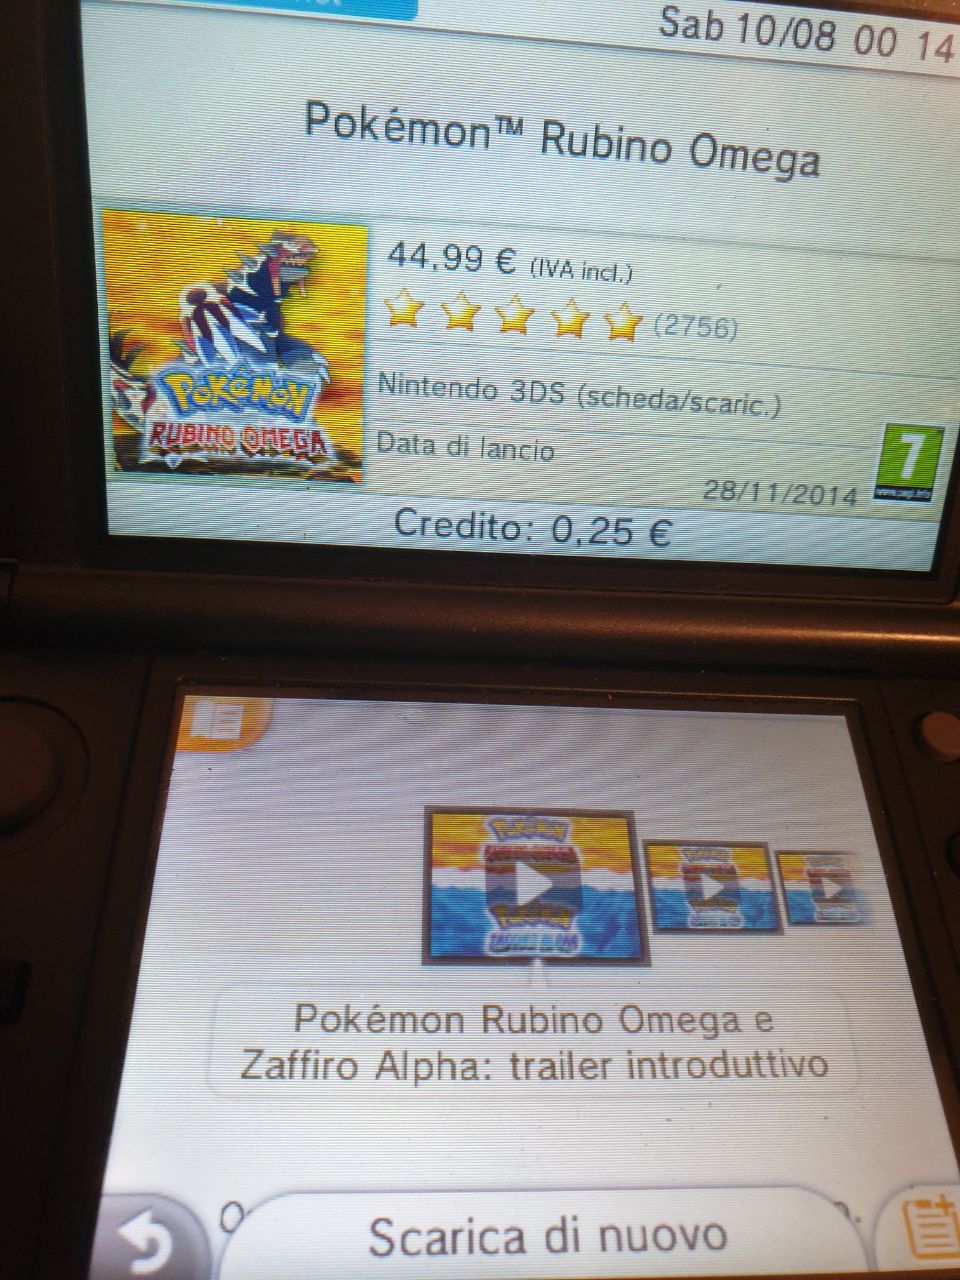 Sab 10/08 00 14
Pokémon™ Rubino Omega
44,99 € (IVA incl.)
(2756)
POKéMON
RUBINO OMEGA
Nintendo 3DS (scheda/scaric.)
Data di lancio
7
28/11/2014
Credito: 0,25 €
Pokémon Rubino Omega e
Zaffiro Alpha: trailer introduttivo
Scarica di nuovo